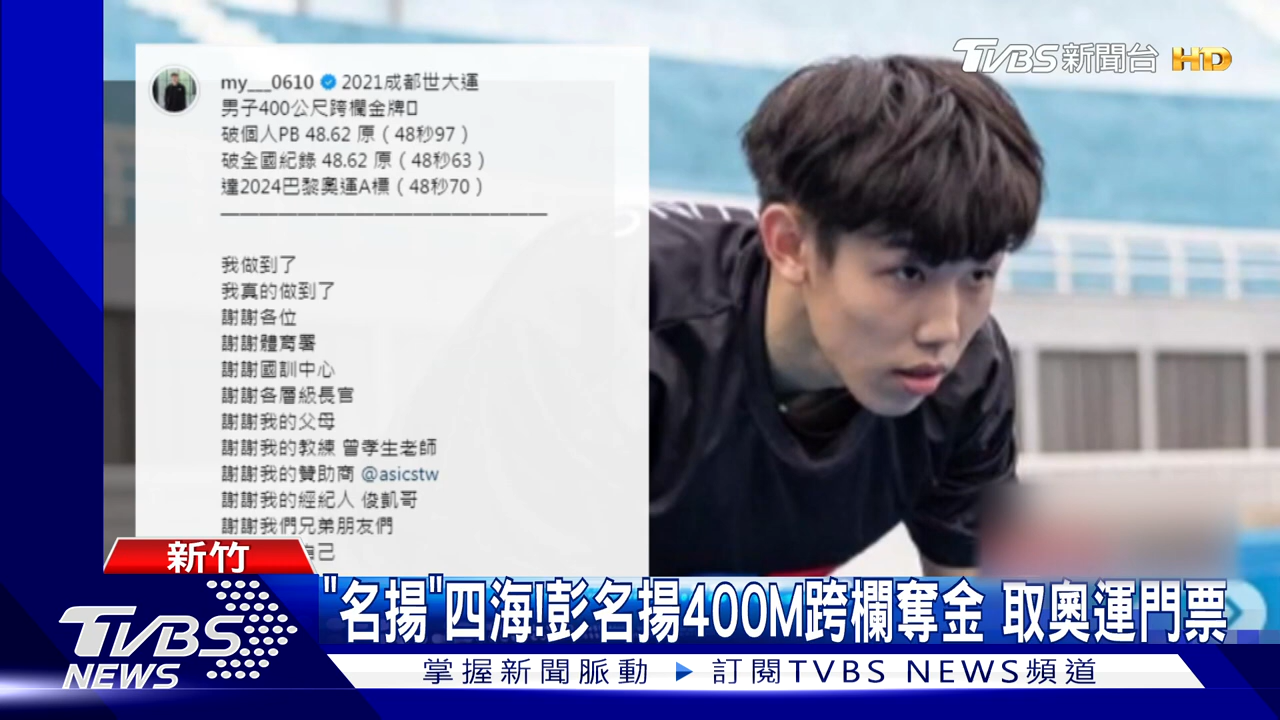 TVBS新聞台 HD
my___0610 2021成都世大運
男子400公尺跨欄金牌
破個人PB 48.62 原（48秒97）
破全國紀錄 48.62 原（48秒63）
達2024巴黎奧運A標（48秒70）
我做到了
我真的做到了
謝謝各位
謝謝體育署
謝謝國訓中心
謝謝各層級長官
謝謝我的父母
謝謝我的教練 曾孝生老師
謝謝我的贊助商 @asicstw
謝謝我的經紀人 俊凱哥
謝謝我們兄弟朋友們
己
新竹
"名揚"四海!彭名揚400M跨欄奪金 取奧運門票
TVBS NEWS
掌握新聞脈動 ▶ 訂閱TVBS NEWS頻道